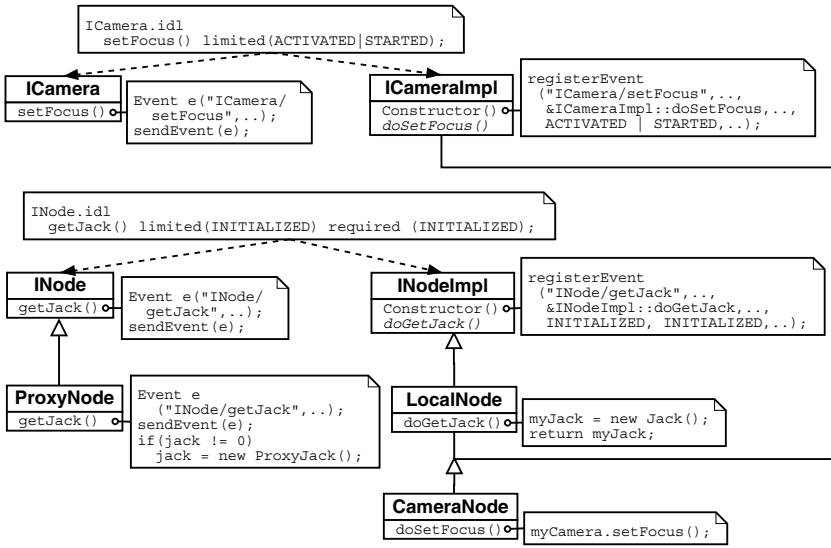 ICamera.idl
setFocus() limited(ACTIVATED|STARTED);
ICamera
setFocus()
Event e("ICamera/
setFocus",..);
sendEvent(e);
ICameraImpl
Constructor()
doSetFocus()
registerEvent
("ICamera/setFocus",..,
&ICameraImpl::doSetFocus,..,
ACTIVATED | STARTED,..);
INode.idl
getJack() limited(INITIALIZED) required (INITIALIZED);
INode
getJack()
Event e("INode/
getJack",..);
sendEvent(e);
INodeImpl
Constructor()
doGetJack()
registerEvent
("INode/getJack",..,
&INodeImpl::doGetJack,..,
INITIALIZED, INITIALIZED,..);
ProxyNode
getJack()
Event e
("INode/getJack",..);
sendEvent(e);
if(jack != 0)
jack = new ProxyJack();
LocalNode
doGetJack()
myJack = new Jack();
return myJack;
CameraNode
doSetFocus()
myCamera.setFocus();